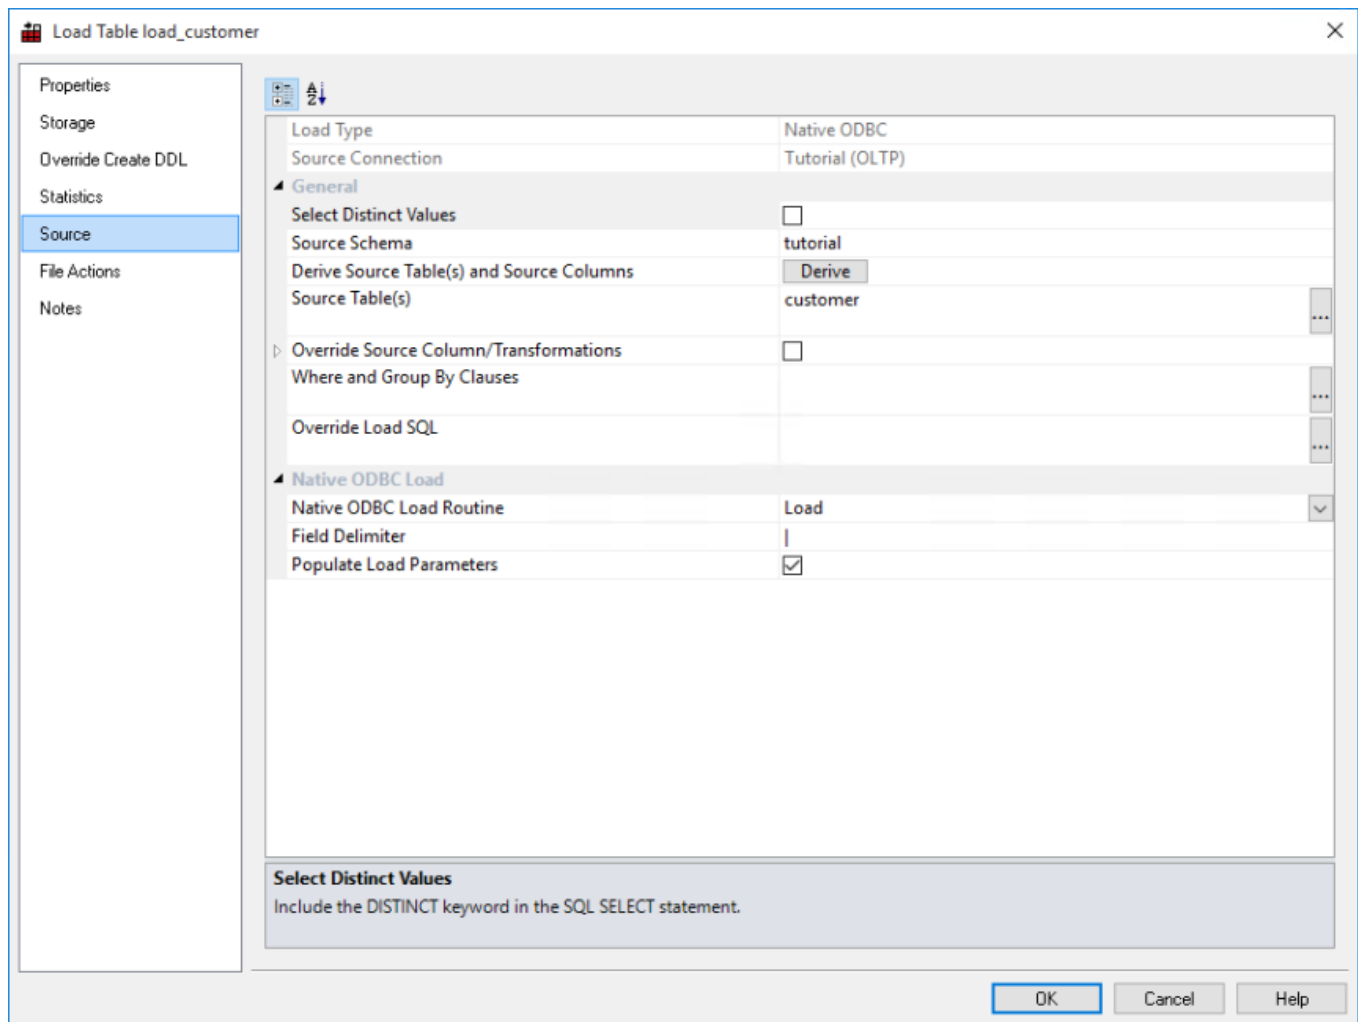 Load Table load_customer
Properties
Storage
Override Create DDL
Statistics
Source
File Actions
Notes
Load Type Native ODBC
Source Connection Tutorial (OLTP)
General
Select Distinct Values
Source Schema tutorial
Derive Source Table(s) and Source Columns Derive
Source Table(s) customer ...
Override Source Column/Transformations
Where and Group By Clauses ...
Override Load SQL ...
Native ODBC Load
Native ODBC Load Routine Load
Field Delimiter |
Populate Load Parameters
Select Distinct Values
Include the DISTINCT keyword in the SQL SELECT statement.
OK Cancel Help